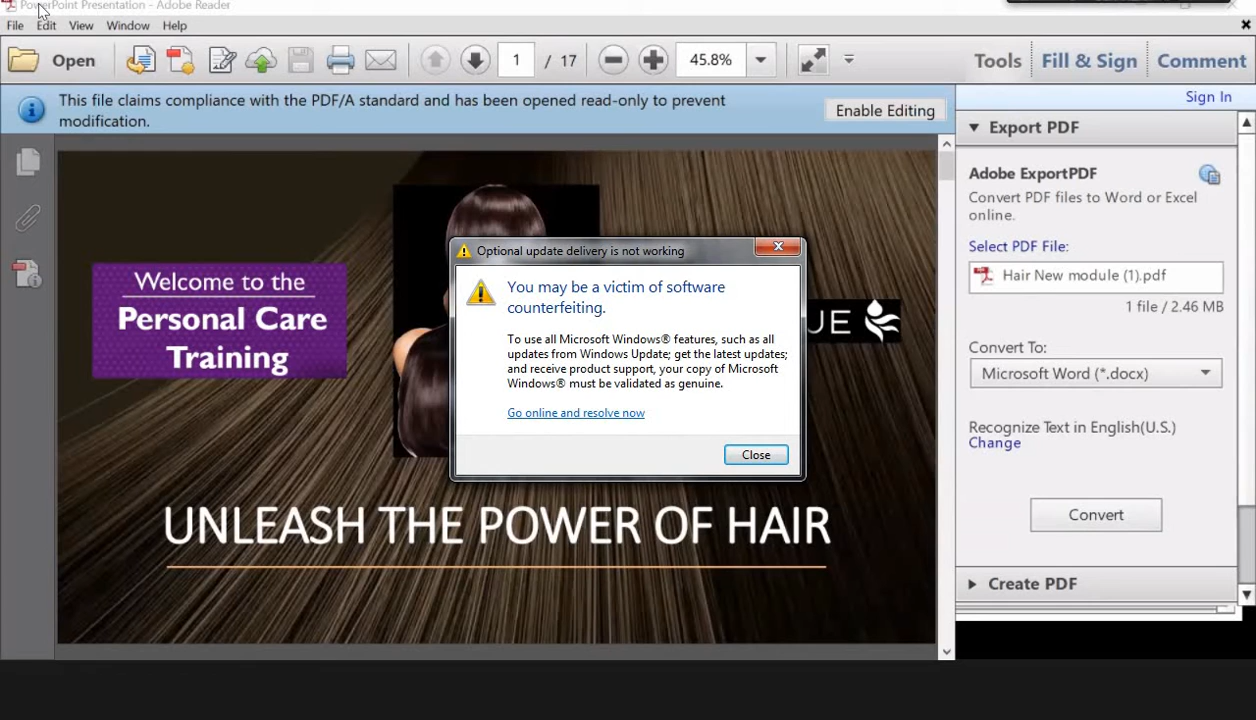 PowerPoint Presentation - Adobe Reader
File Edit View Window Help
Open 1 / 17 45.8% Tools Fill & Sign Comment
This file claims compliance with the PDF/A standard and has been opened read-only to prevent
modification.
Enable Editing
Sign In
Export PDF
Adobe ExportPDF
Convert PDF files to Word or Excel
online.
Select PDF File:
Hair New module (1).pdf
1 file / 2.46 MB
Convert To:
Microsoft Word (*.docx)
Recognize Text in English(U.S.)
Change
Convert
Create PDF
Welcome to the
Personal Care
Training
UE
Optional update delivery is not working
You may be a victim of software
counterfeiting.
To use all Microsoft Windows® features, such as all
updates from Windows Update; get the latest updates;
and receive product support, your copy of Microsoft
Windows® must be validated as genuine.
Go online and resolve now
Close
UNLEASH THE POWER OF HAIR